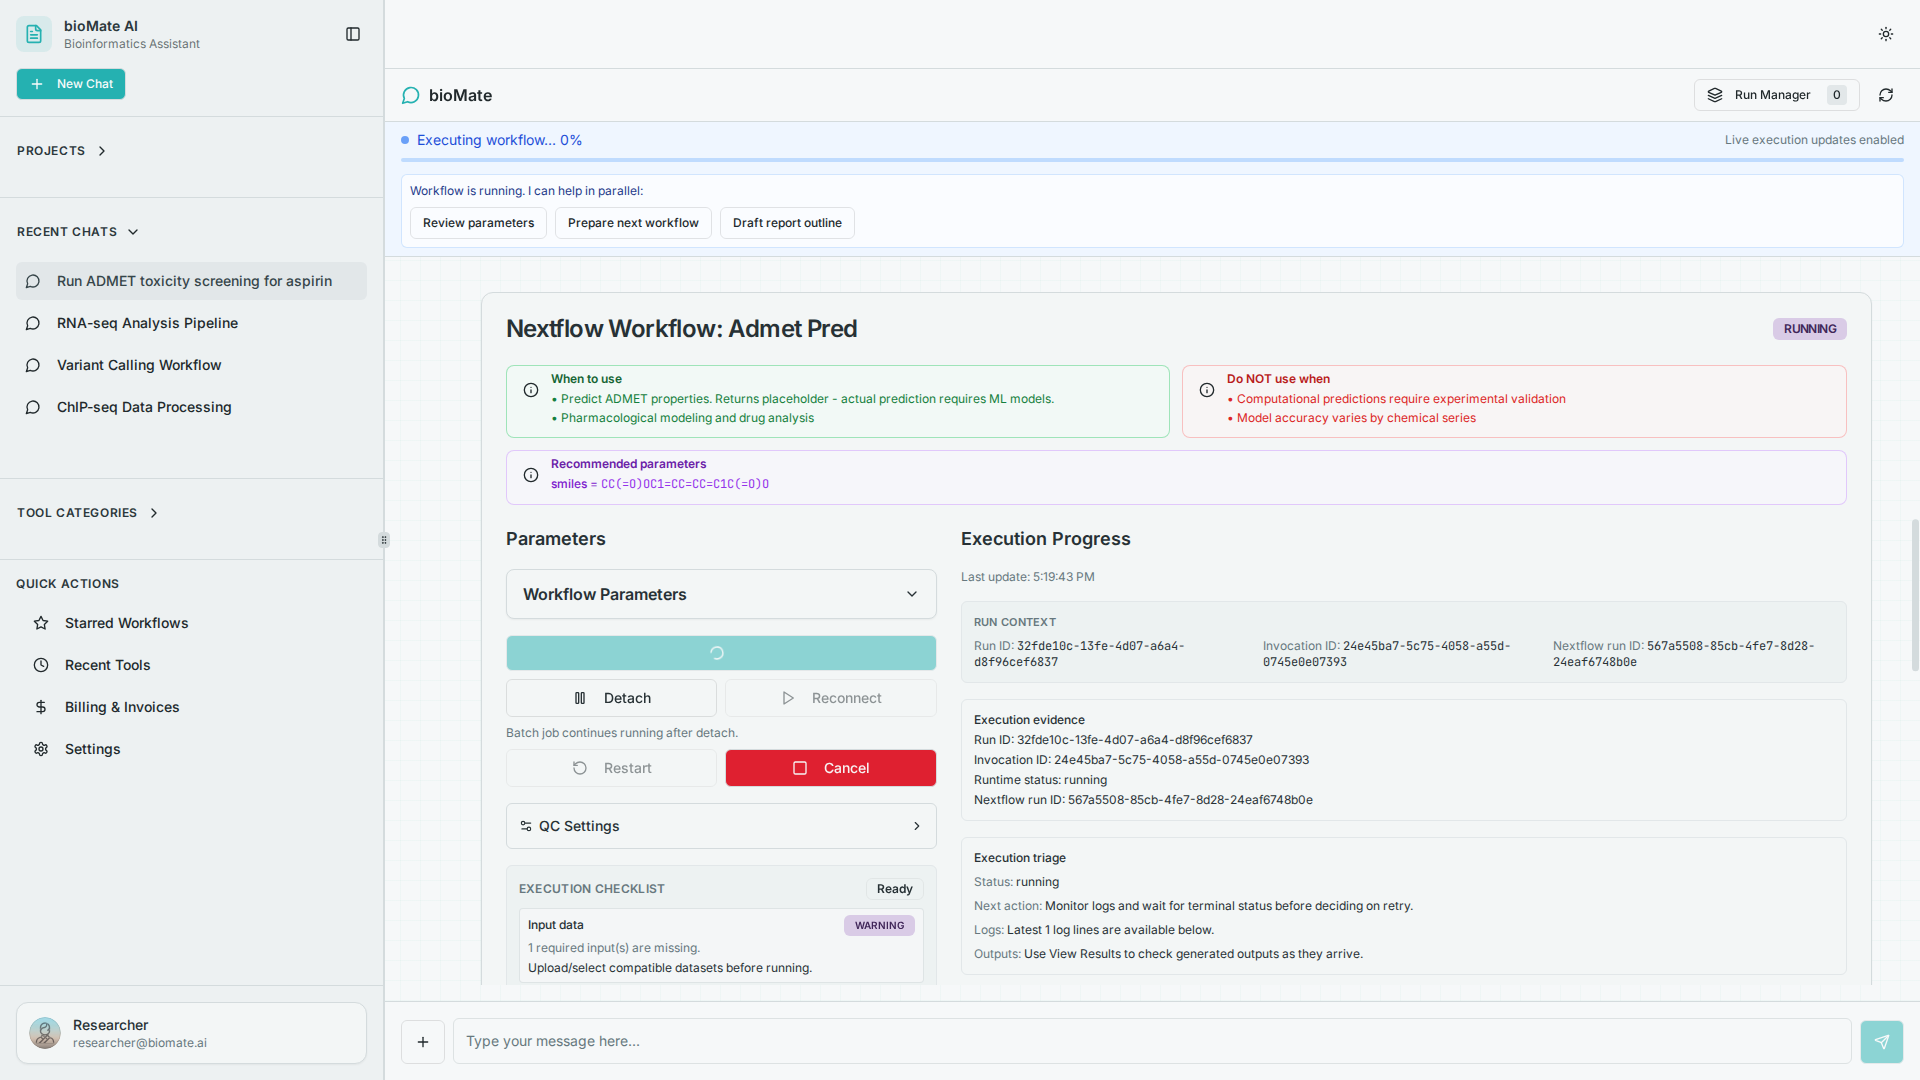 bioMate AI
Bioinformatics Assistant
New Chat
PROJECTS
RECENT CHATS
Run ADMET toxicity screening for aspirin
RNA-seq Analysis Pipeline
Variant Calling Workflow
ChIP-seq Data Processing
TOOL CATEGORIES
QUICK ACTIONS
Starred Workflows
Recent Tools
Billing & Invoices
Settings
Researcher
researcher@biomate.ai
bioMate
Run Manager 0
Executing workflow... 0%
Live execution updates enabled
Workflow is running. I can help in parallel:
Review parameters
Prepare next workflow
Draft report outline
Nextflow Workflow: Admet Pred
RUNNING
When to use
• Predict ADMET properties. Returns placeholder - actual prediction requires ML models.
• Pharmacological modeling and drug analysis
Do NOT use when
• Computational predictions require experimental validation
• Model accuracy varies by chemical series
Recommended parameters
smiles = CC(=O)OC1=CC=CC=C1C(=O)O
Parameters
Workflow Parameters
Detach
Reconnect
Batch job continues running after detach.
Restart
Cancel
QC Settings
EXECUTION CHECKLIST
Ready
Input data
WARNING
1 required input(s) are missing.
Upload/select compatible datasets before running.
Execution Progress
Last update: 5:19:43 PM
RUN CONTEXT
Run ID: 32fde10c-13fe-4d07-a6a4-
d8f96cef6837
Invocation ID: 24e45ba7-5c75-4058-a55d-
0745e0e07393
Nextflow run ID: 567a5508-85cb-4fe7-8d28-
24eaf6748b0e
Execution evidence
Run ID: 32fde10c-13fe-4d07-a6a4-d8f96cef6837
Invocation ID: 24e45ba7-5c75-4058-a55d-0745e0e07393
Runtime status: running
Nextflow run ID: 567a5508-85cb-4fe7-8d28-24eaf6748b0e
Execution triage
Status: running
Next action: Monitor logs and wait for terminal status before deciding on retry.
Logs: Latest 1 log lines are available below.
Outputs: Use View Results to check generated outputs as they arrive.
Type your message here...